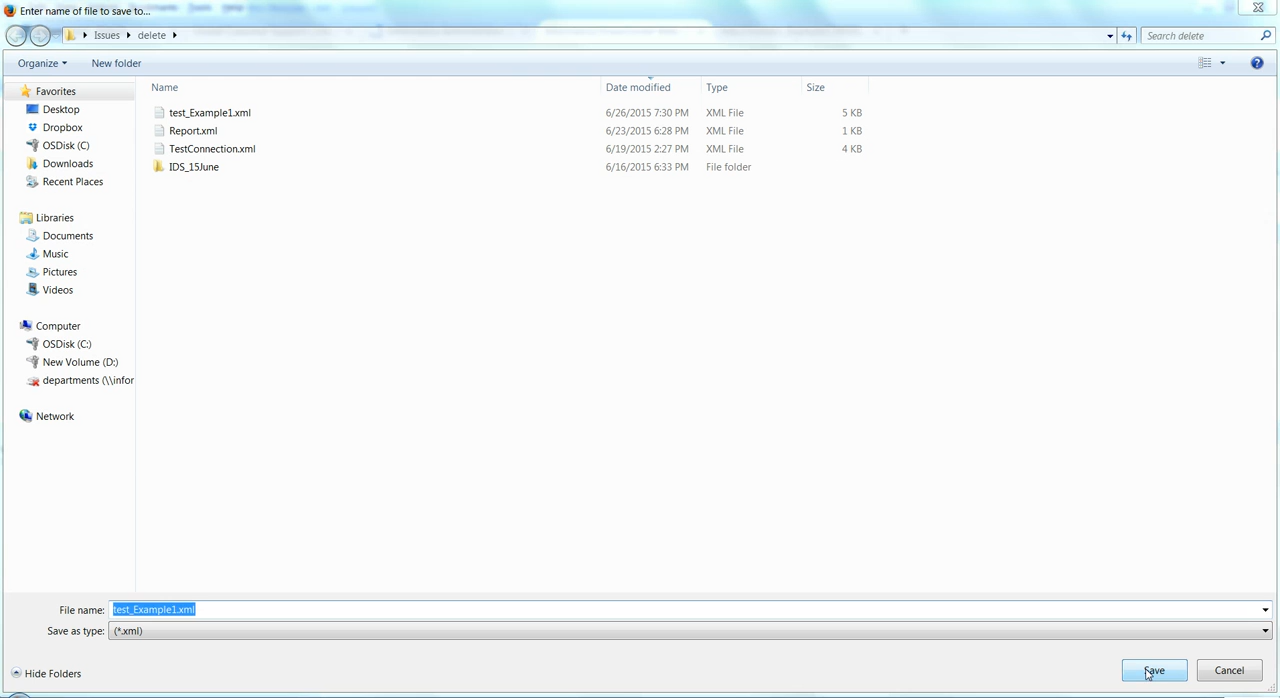 Enter name of file to save to...
Issues delete
Search delete
Organize New folder
Name Date modified Type Size
Favorites
Desktop
Dropbox
OSDisk (C)
Downloads
Recent Places
Libraries
Documents
Music
Pictures
Videos
Computer
OSDisk (C:)
New Volume (D:)
departments (\\infor
Network
test_Example1.xml 6/26/2015 7:30 PM XML File 5 KB
Report.xml 6/23/2015 6:28 PM XML File 1 KB
TestConnection.xml 6/19/2015 2:27 PM XML File 4 KB
IDS_15June 6/16/2015 6:33 PM File folder
File name: test_Example1.xml
Save as type: (*.xml)
Hide Folders
Save Cancel